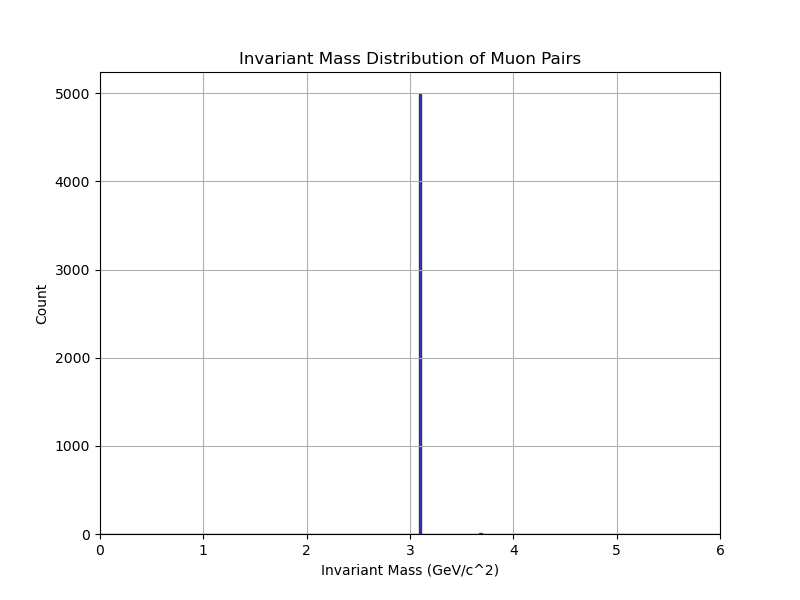 Invariant Mass Distribution of Muon Pairs
5000
4000
3000
2000
1000
0
Count
0 1 2 3 4 5 6
Invariant Mass (GeV/c^2)